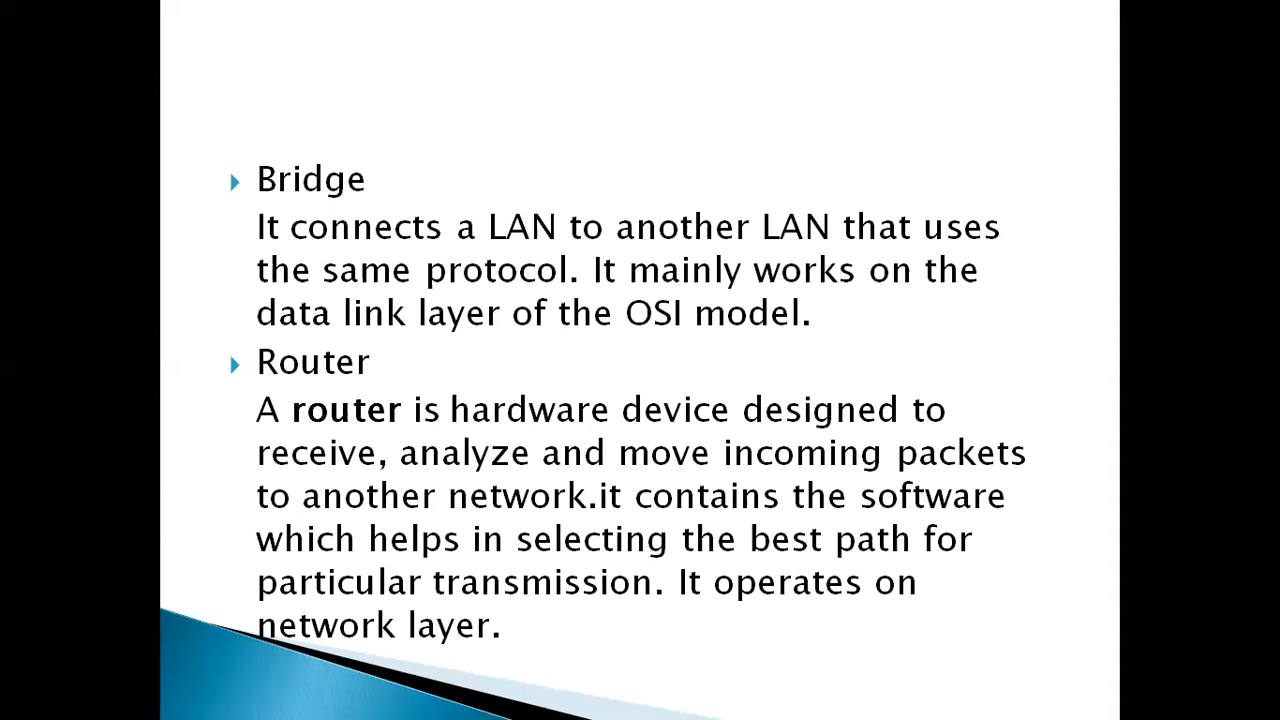 Bridge
It connects a LAN to another LAN that uses
the same protocol. It mainly works on the
data link layer of the OSI model.
Router
A router is hardware device designed to
receive, analyze and move incoming packets
to another network.it contains the software
which helps in selecting the best path for
particular transmission. It operates on
network layer.